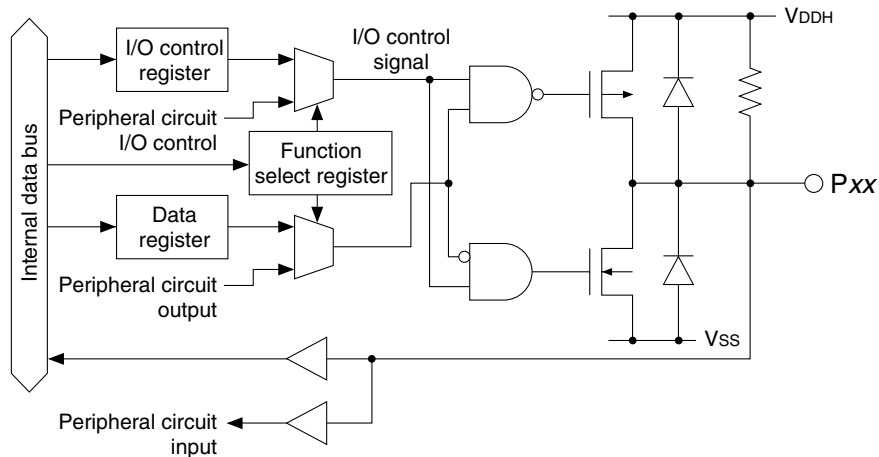 VDDH
I/O control
signal
I/O control
register
Peripheral circuit
I/O control
Function
select register
Internal data bus
Pxx
Data
register
Peripheral circuit
output
VSS
Peripheral circuit
input